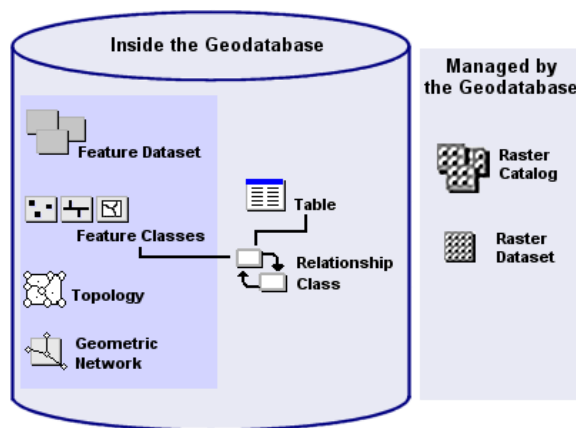 Inside the Geodatabase
Feature Dataset
Feature Classes
Topology
Geometric
Network
Table
Relationship
Class
Managed by
the Geodatabase
Raster
Catalog
Raster
Dataset